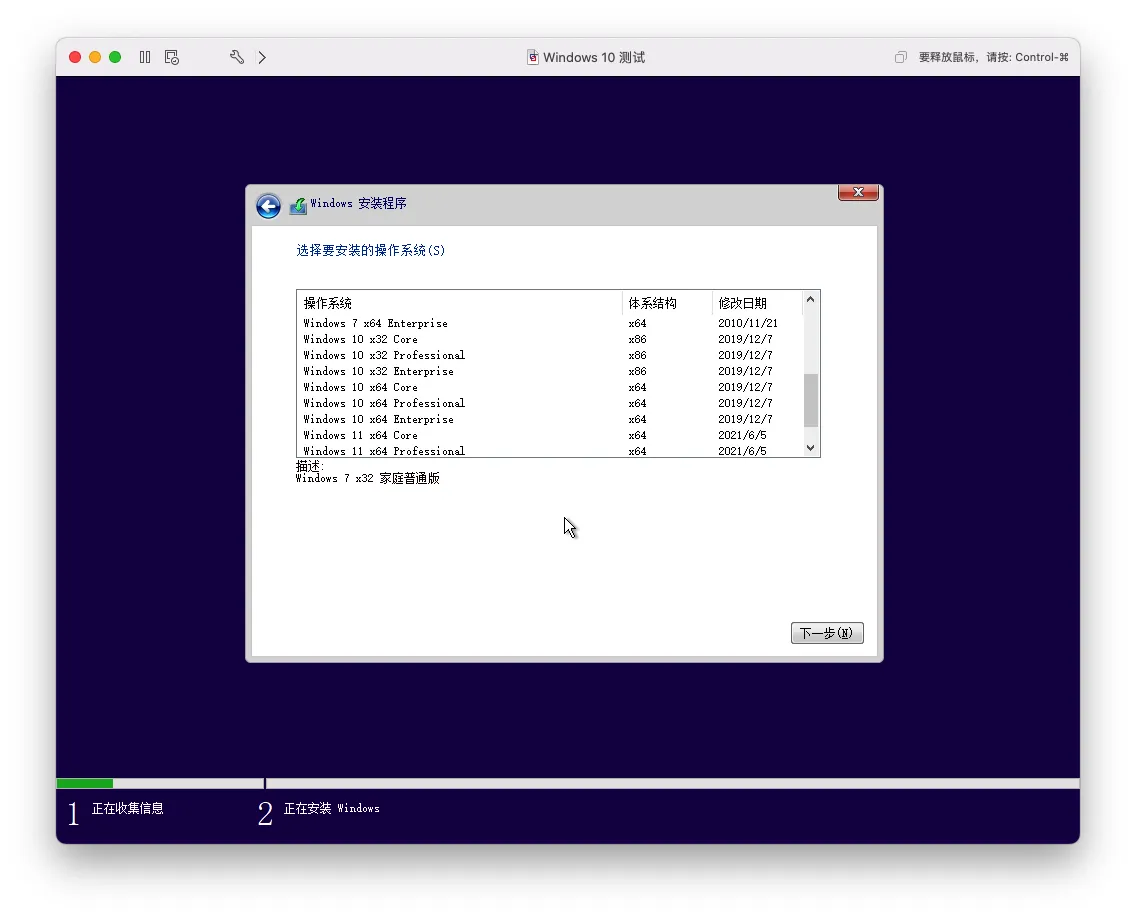 Windows 10 测试
要释放鼠标，请按: Control-⌘
Windows 安装程序
选择要安装的操作系统(S)
操作系统 体系结构 修改日期
Windows 7 x64 Enterprise x64 2010/11/21
Windows 10 x32 Core x86 2019/12/7
Windows 10 x32 Professional x86 2019/12/7
Windows 10 x32 Enterprise x86 2019/12/7
Windows 10 x64 Core x64 2019/12/7
Windows 10 x64 Professional x64 2019/12/7
Windows 10 x64 Enterprise x64 2019/12/7
Windows 11 x64 Core x64 2021/6/5
Windows 11 x64 Professional x64 2021/6/5
描述:
Windows 7 x32 家庭普通版
下一步(N)
1 正在收集信息 2 正在安装 Windows